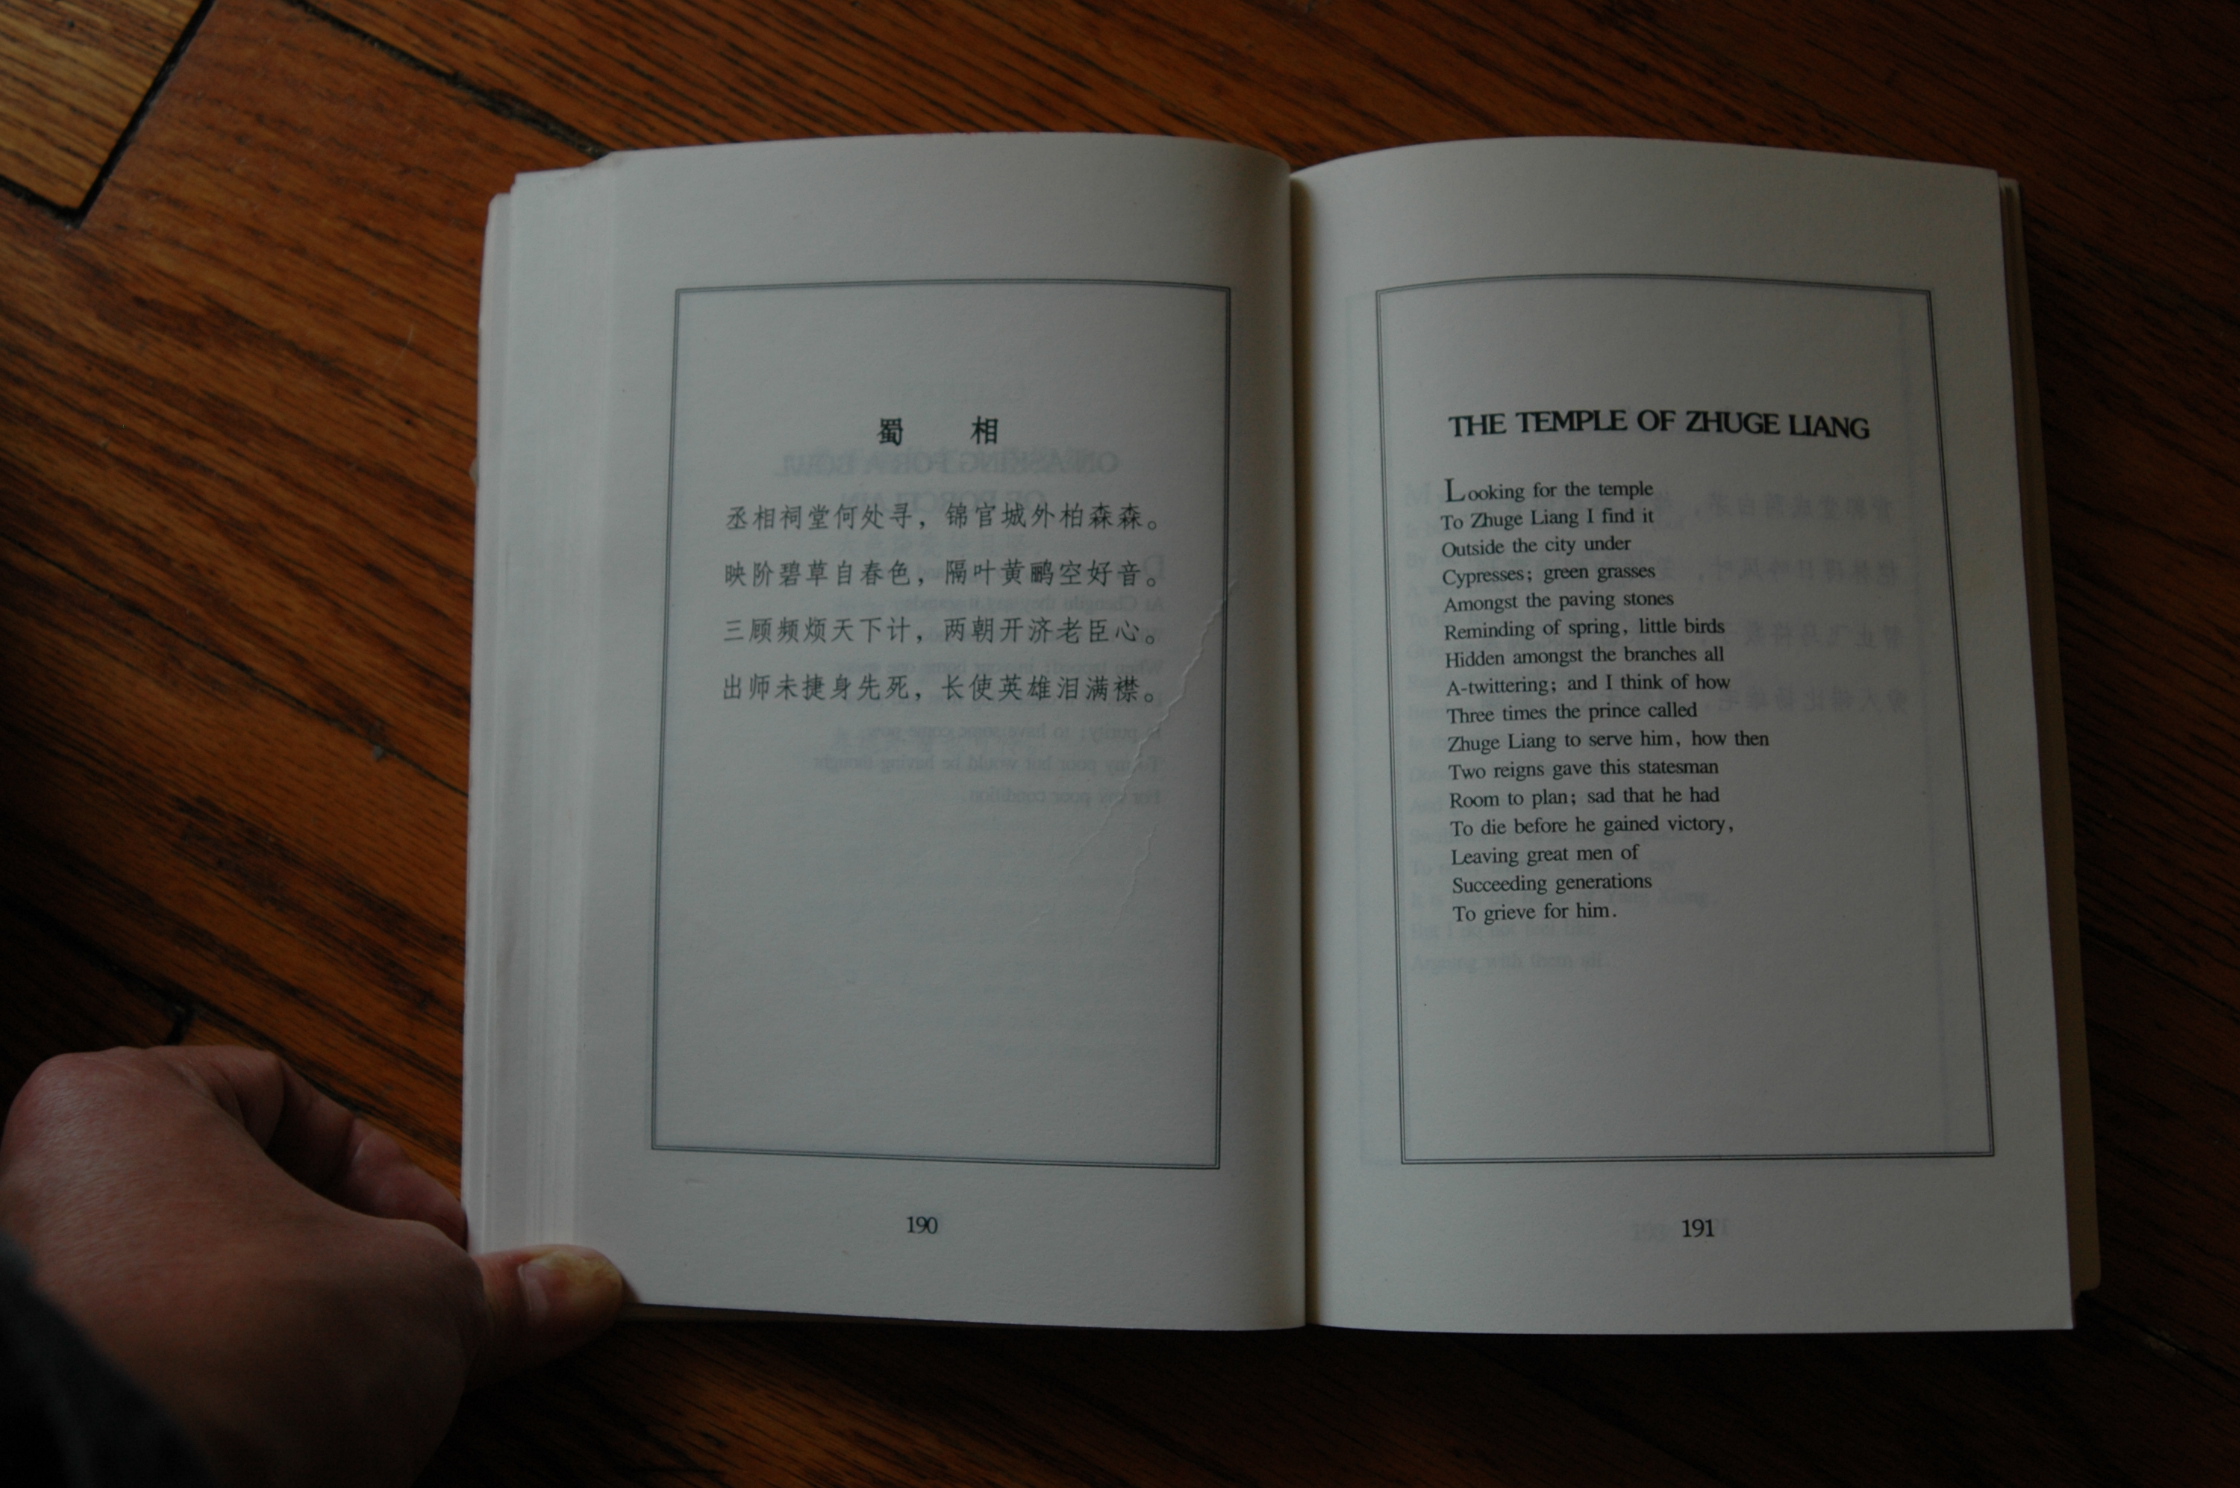 蜀 相
丞相祠堂何处寻，锦官城外柏森森。
映阶碧草自春色，隔叶黄鹂空好音。
三顾频烦天下计，两朝开济老臣心。
出师未捷身先死，长使英雄泪满襟。
190
THE TEMPLE OF ZHUGE LIANG
Looking for the temple
To Zhuge Liang I find it
Outside the city under
Cypresses; green grasses
Amongst the paving stones
Reminding of spring, little birds
Hidden amongst the branches all
A-twittering; and I think of how
Three times the prince called
Zhuge Liang to serve him, how then
Two reigns gave this statesman
Room to plan; sad that he had
To die before he gained victory,
Leaving great men of
Succeeding generations
To grieve for him.
191